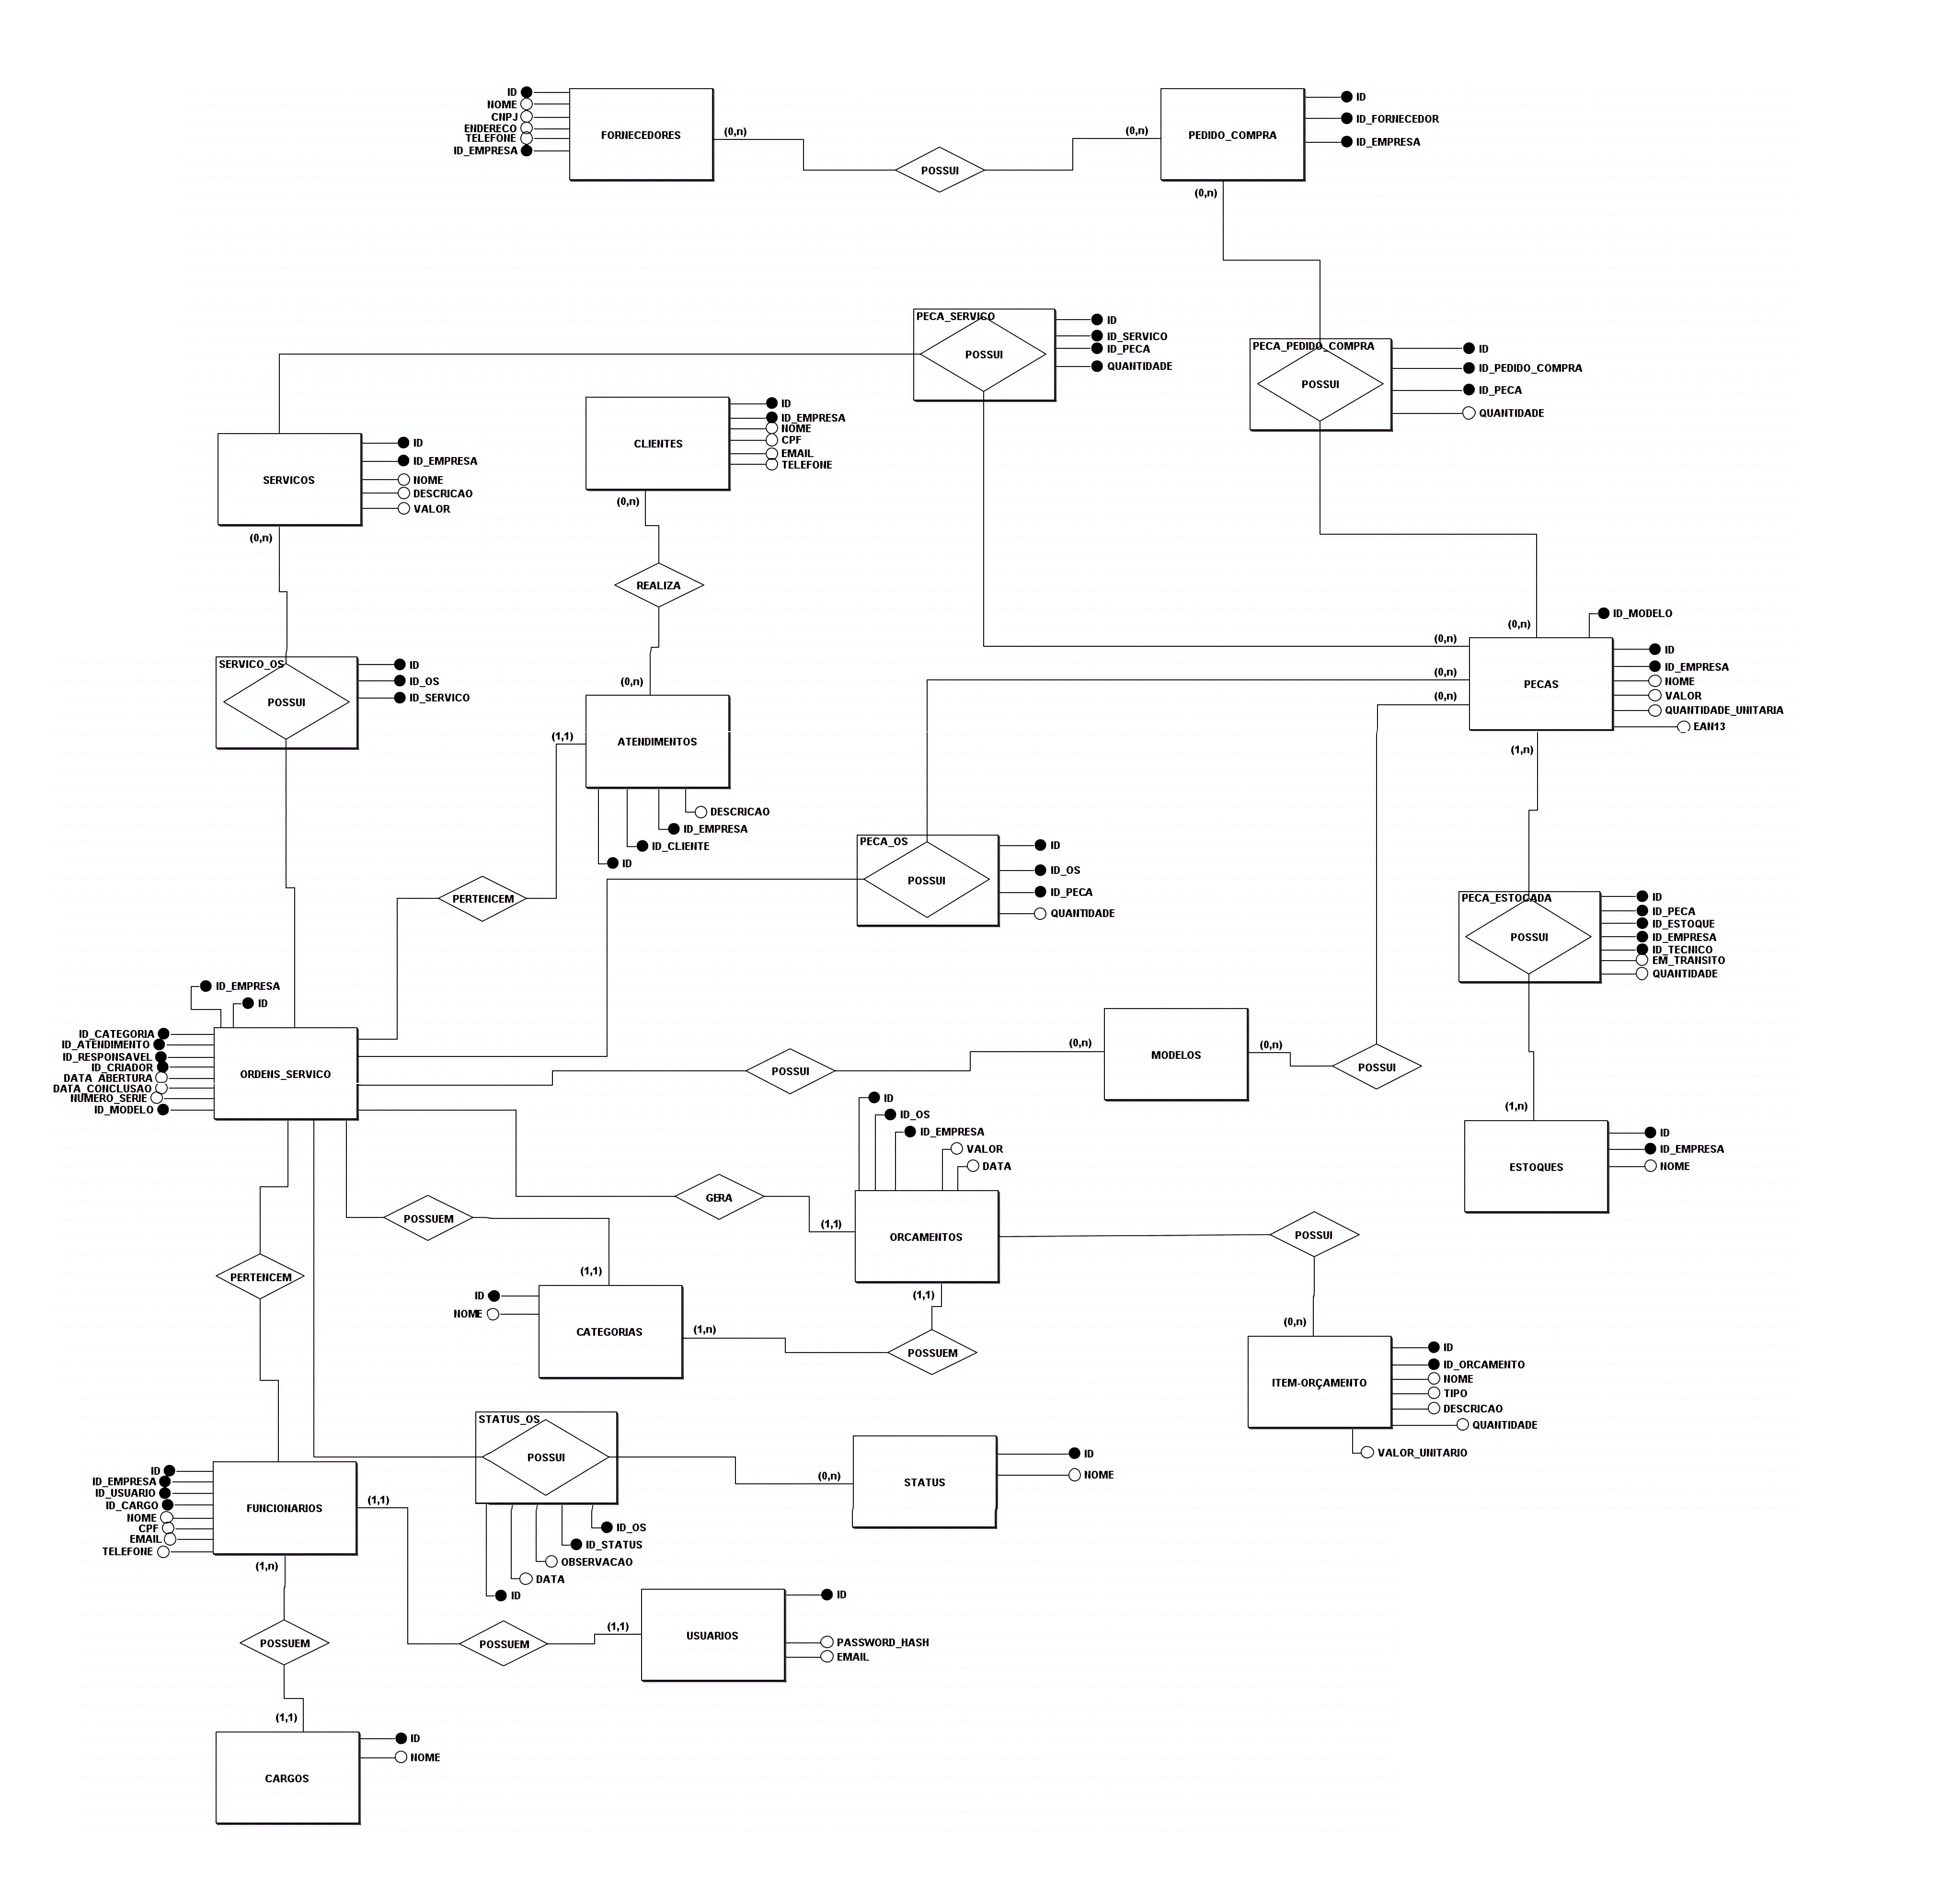 ID
NOME
CNPJ
ENDERECO
TELEFONE
ID_EMPRESA
FORNECEDORES
(0,n)
POSSUI
(0,n)
PEDIDO_COMPRA
ID
ID_FORNECEDOR
ID_EMPRESA
(0,n)
PECA_SERVICO
POSSUI
ID
ID_SERVICO
ID_PECA
QUANTIDADE
PECA_PEDIDO_COMPRA
POSSUI
ID
ID_PEDIDO_COMPRA
ID_PECA
QUANTIDADE
SERVICOS
ID
ID_EMPRESA
NOME
DESCRICAO
VALOR
(0,n)
CLIENTES
ID
ID_EMPRESA
NOME
CPF
EMAIL
TELEFONE
(0,n)
REALIZA
(0,n)
SERVICO_OS
POSSUI
ID
ID_OS
ID_SERVICO
ATENDIMENTOS
(1,1)
DESCRICAO
ID_EMPRESA
ID_CLIENTE
ID
(0,n)
(0,n)
(0,n)
(0,n)
PECAS
ID_MODELO
ID
ID_EMPRESA
NOME
VALOR
QUANTIDADE_UNITARIA
EAN13
(1,n)
PERTENCEM
PECA_OS
POSSUI
ID
ID_OS
ID_PECA
QUANTIDADE
PECA_ESTOCADA
POSSUI
ID
ID_PECA
ID_ESTOQUE
ID_EMPRESA
ID_TECNICO
EM_TRANSITO
QUANTIDADE
ID_EMPRESA
ID
ID_CATEGORIA
ID_ATENDIMENTO
ID_RESPONSAVEL
ID_CRIADOR
DATA_ABERTURA
DATA_CONCLUSAO
NUMERO_SERIE
ID_MODELO
ORDENS_SERVICO
POSSUI
(0,n)
MODELOS
(0,n)
POSSUI
(1,n)
ESTOQUES
ID
ID_EMPRESA
NOME
ID
ID_OS
ID_EMPRESA
VALOR
DATA
GERA
(1,1)
ORCAMENTOS
(1,1)
POSSUI
POSSUEM
PERTENCEM
(1,1)
ID
NOME
CATEGORIAS
(1,n)
POSSUEM
(0,n)
ITEM-ORÇAMENTO
ID
ID_ORCAMENTO
NOME
TIPO
DESCRICAO
QUANTIDADE
VALOR_UNITARIO
STATUS_OS
POSSUI
ID_OS
ID_STATUS
OBSERVACAO
DATA
ID
(0,n)
STATUS
ID
NOME
ID
ID_EMPRESA
ID_USUARIO
ID_CARGO
NOME
CPF
EMAIL
TELEFONE
FUNCIONARIOS
(1,1)
(1,n)
POSSUEM
POSSUEM
(1,1)
USUARIOS
ID
PASSWORD_HASH
EMAIL
(1,1)
CARGOS
ID
NOME